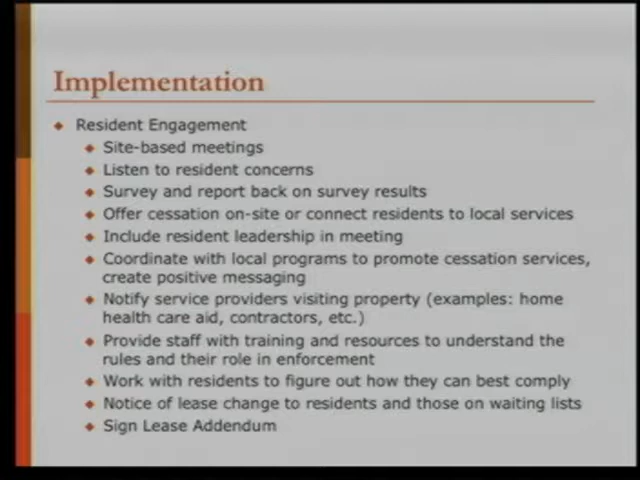 Implementation
Resident Engagement
Site-based meetings
Listen to resident concerns
Survey and report back on survey results
Offer cessation on-site or connect residents to local services
Include resident leadership in meeting
Coordinate with local programs to promote cessation services,
create positive messaging
Notify service providers visiting property (examples: home
health care aid, contractors, etc.)
Provide staff with training and resources to understand the
rules and their role in enforcement
Work with residents to figure out how they can best comply
Notice of lease change to residents and those on waiting lists
Sign Lease Addendum